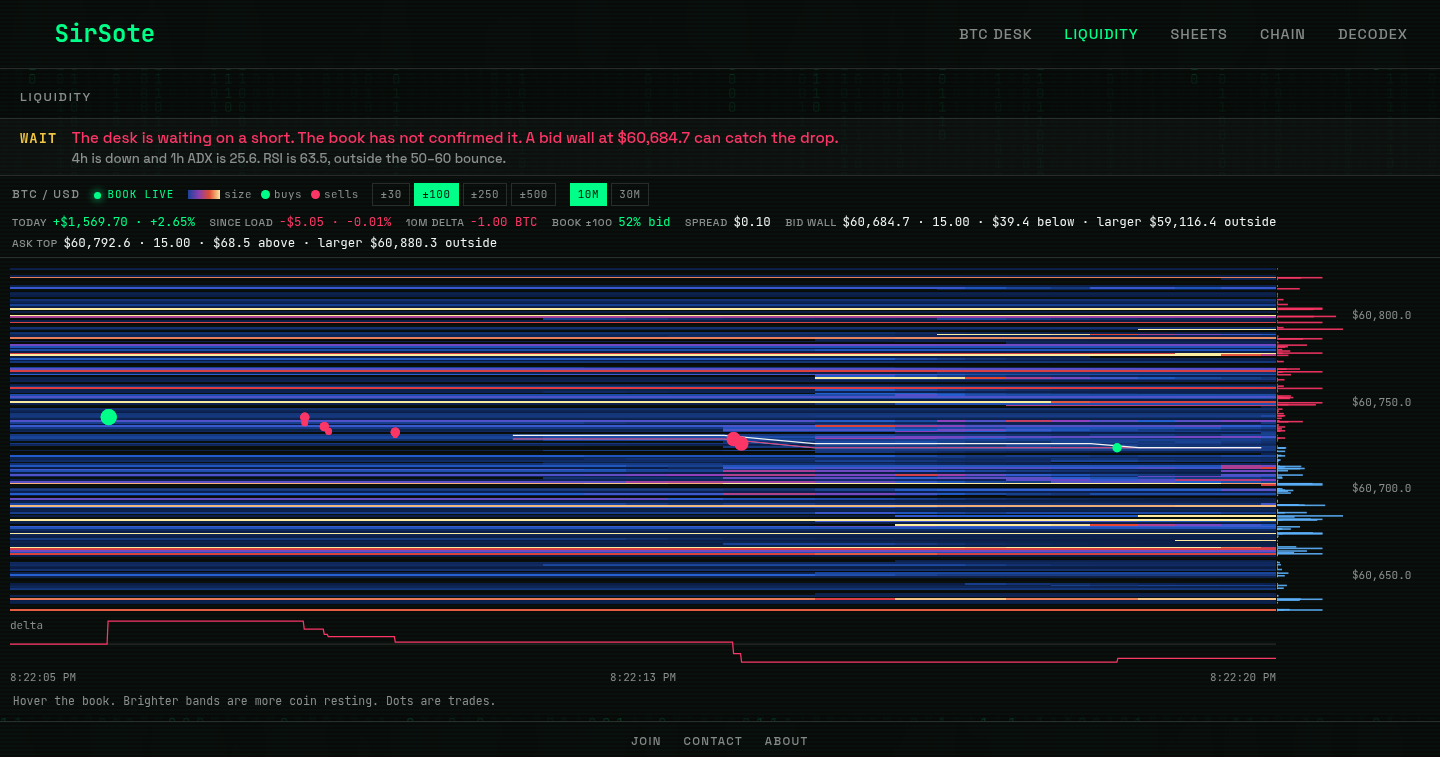 SirSote
BTC DESK LIQUIDITY SHEETS CHAIN DECODEX
LIQUIDITY
WAIT The desk is waiting on a short. The book has not confirmed it. A bid wall at $60,684.7 can catch the drop.
4h is down and 1h ADX is 25.6. RSI is 63.5, outside the 50–60 bounce.
BTC / USD BOOK LIVE size buys sells ±30 ±100 ±250 ±500 10M 30M
TODAY +$1,569.70 · +2.65% SINCE LOAD -$5.05 · -0.01% 10M DELTA -1.00 BTC BOOK ±100 52% bid SPREAD $0.10 BID WALL $60,684.7 · 15.00 · $39.4 below · larger $59,116.4 outside
ASK TOP $60,792.6 · 15.00 · $68.5 above · larger $60,880.3 outside
$60,800.0
$60,750.0
$60,700.0
$60,650.0
delta
8:22:05 PM 8:22:13 PM 8:22:20 PM
Hover the book. Brighter bands are more coin resting. Dots are trades.
JOIN CONTACT ABOUT